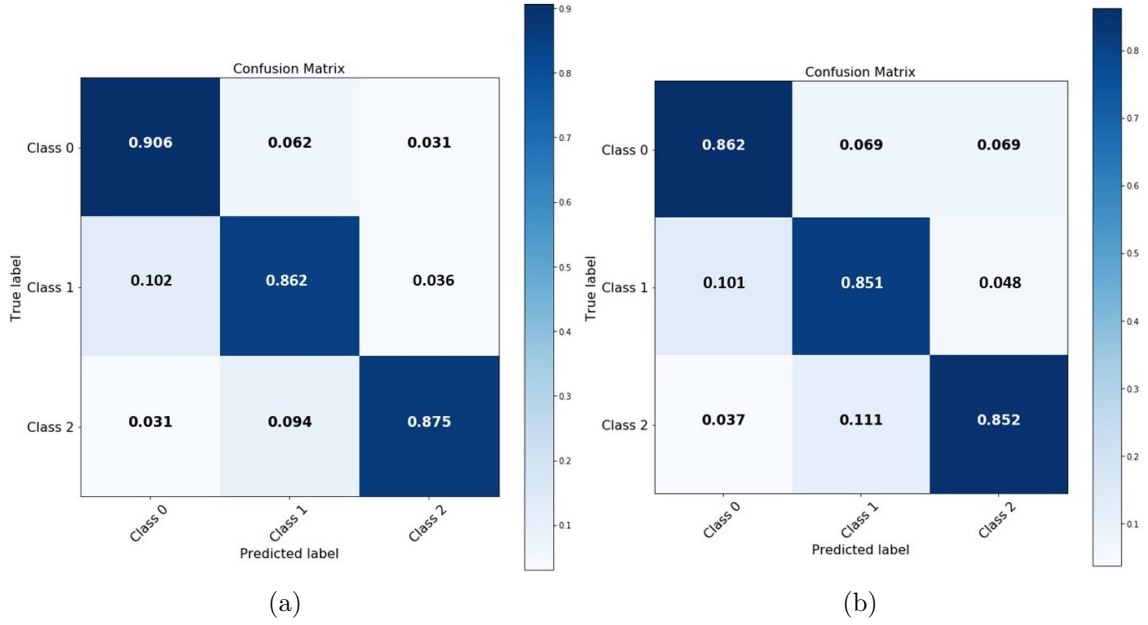 Confusion Matrix
True label
Class 0
0.906 0.062 0.031
Class 1
0.102 0.862 0.036
Class 2
0.031 0.094 0.875
Class 0 Class 1 Class 2
Predicted label
0.9
0.8
0.7
0.6
0.5
0.4
0.3
0.2
0.1
(a)
Confusion Matrix
True label
Class 0
0.862 0.069 0.069
Class 1
0.101 0.851 0.048
Class 2
0.037 0.111 0.852
Class 0 Class 1 Class 2
Predicted label
0.8
0.7
0.6
0.5
0.4
0.3
0.2
0.1
(b)